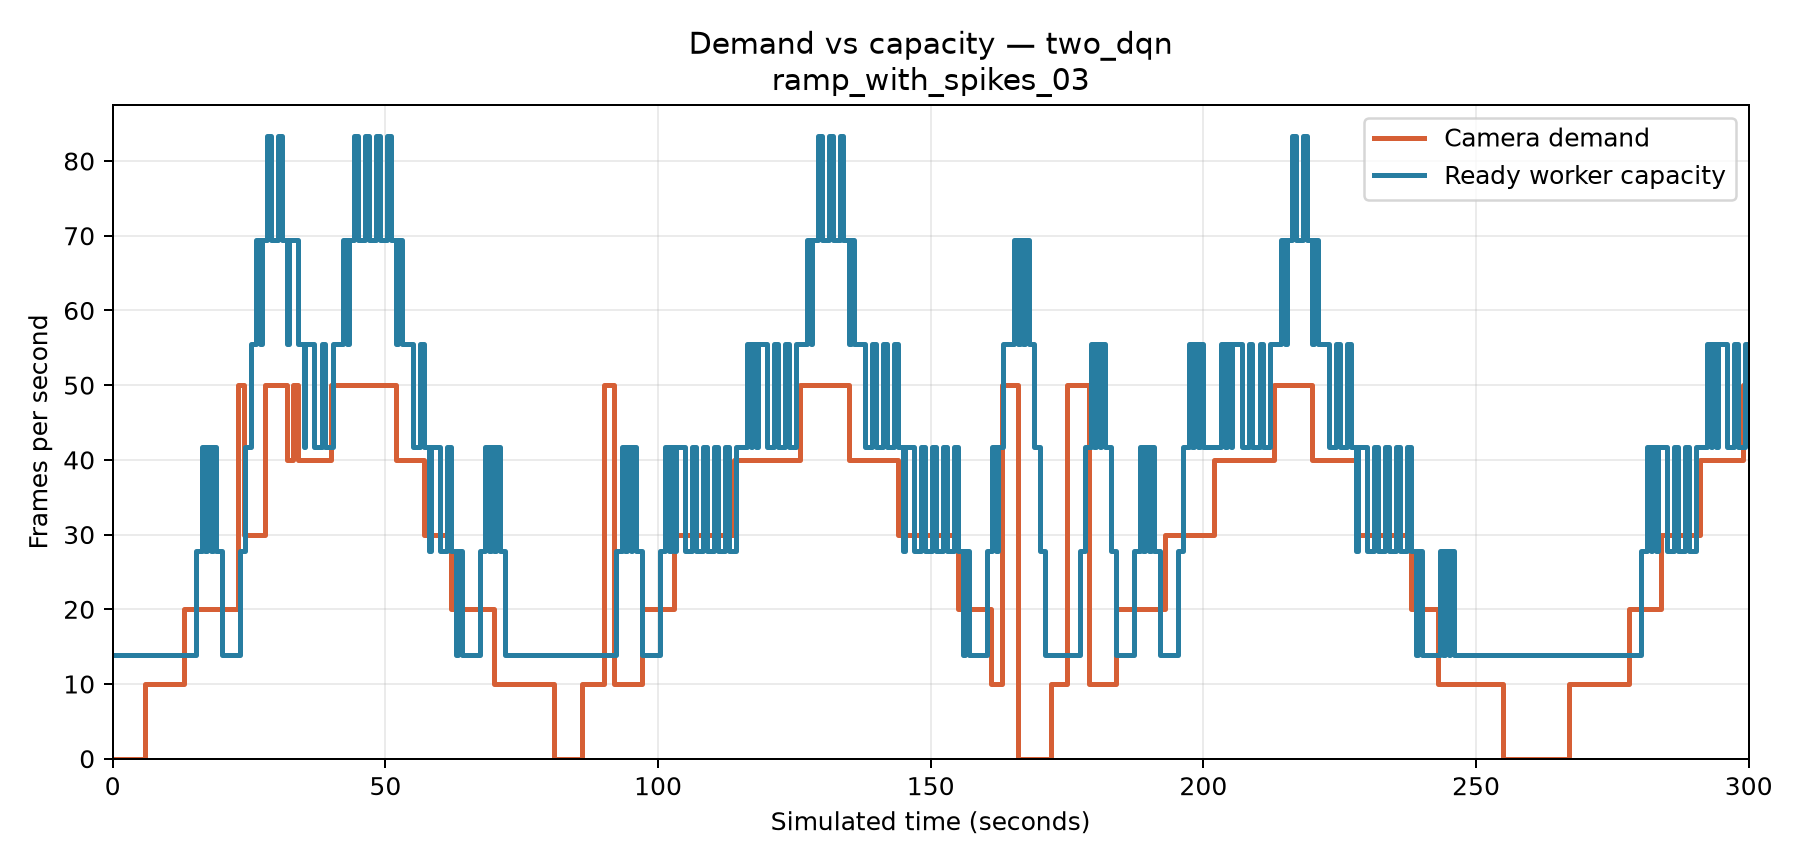 Demand vs capacity — two_dqn
ramp_with_spikes_03
Camera demand
Ready worker capacity
Frames per second
80
70
60
50
40
30
20
10
0
0 50 100 150 200 250 300
Simulated time (seconds)